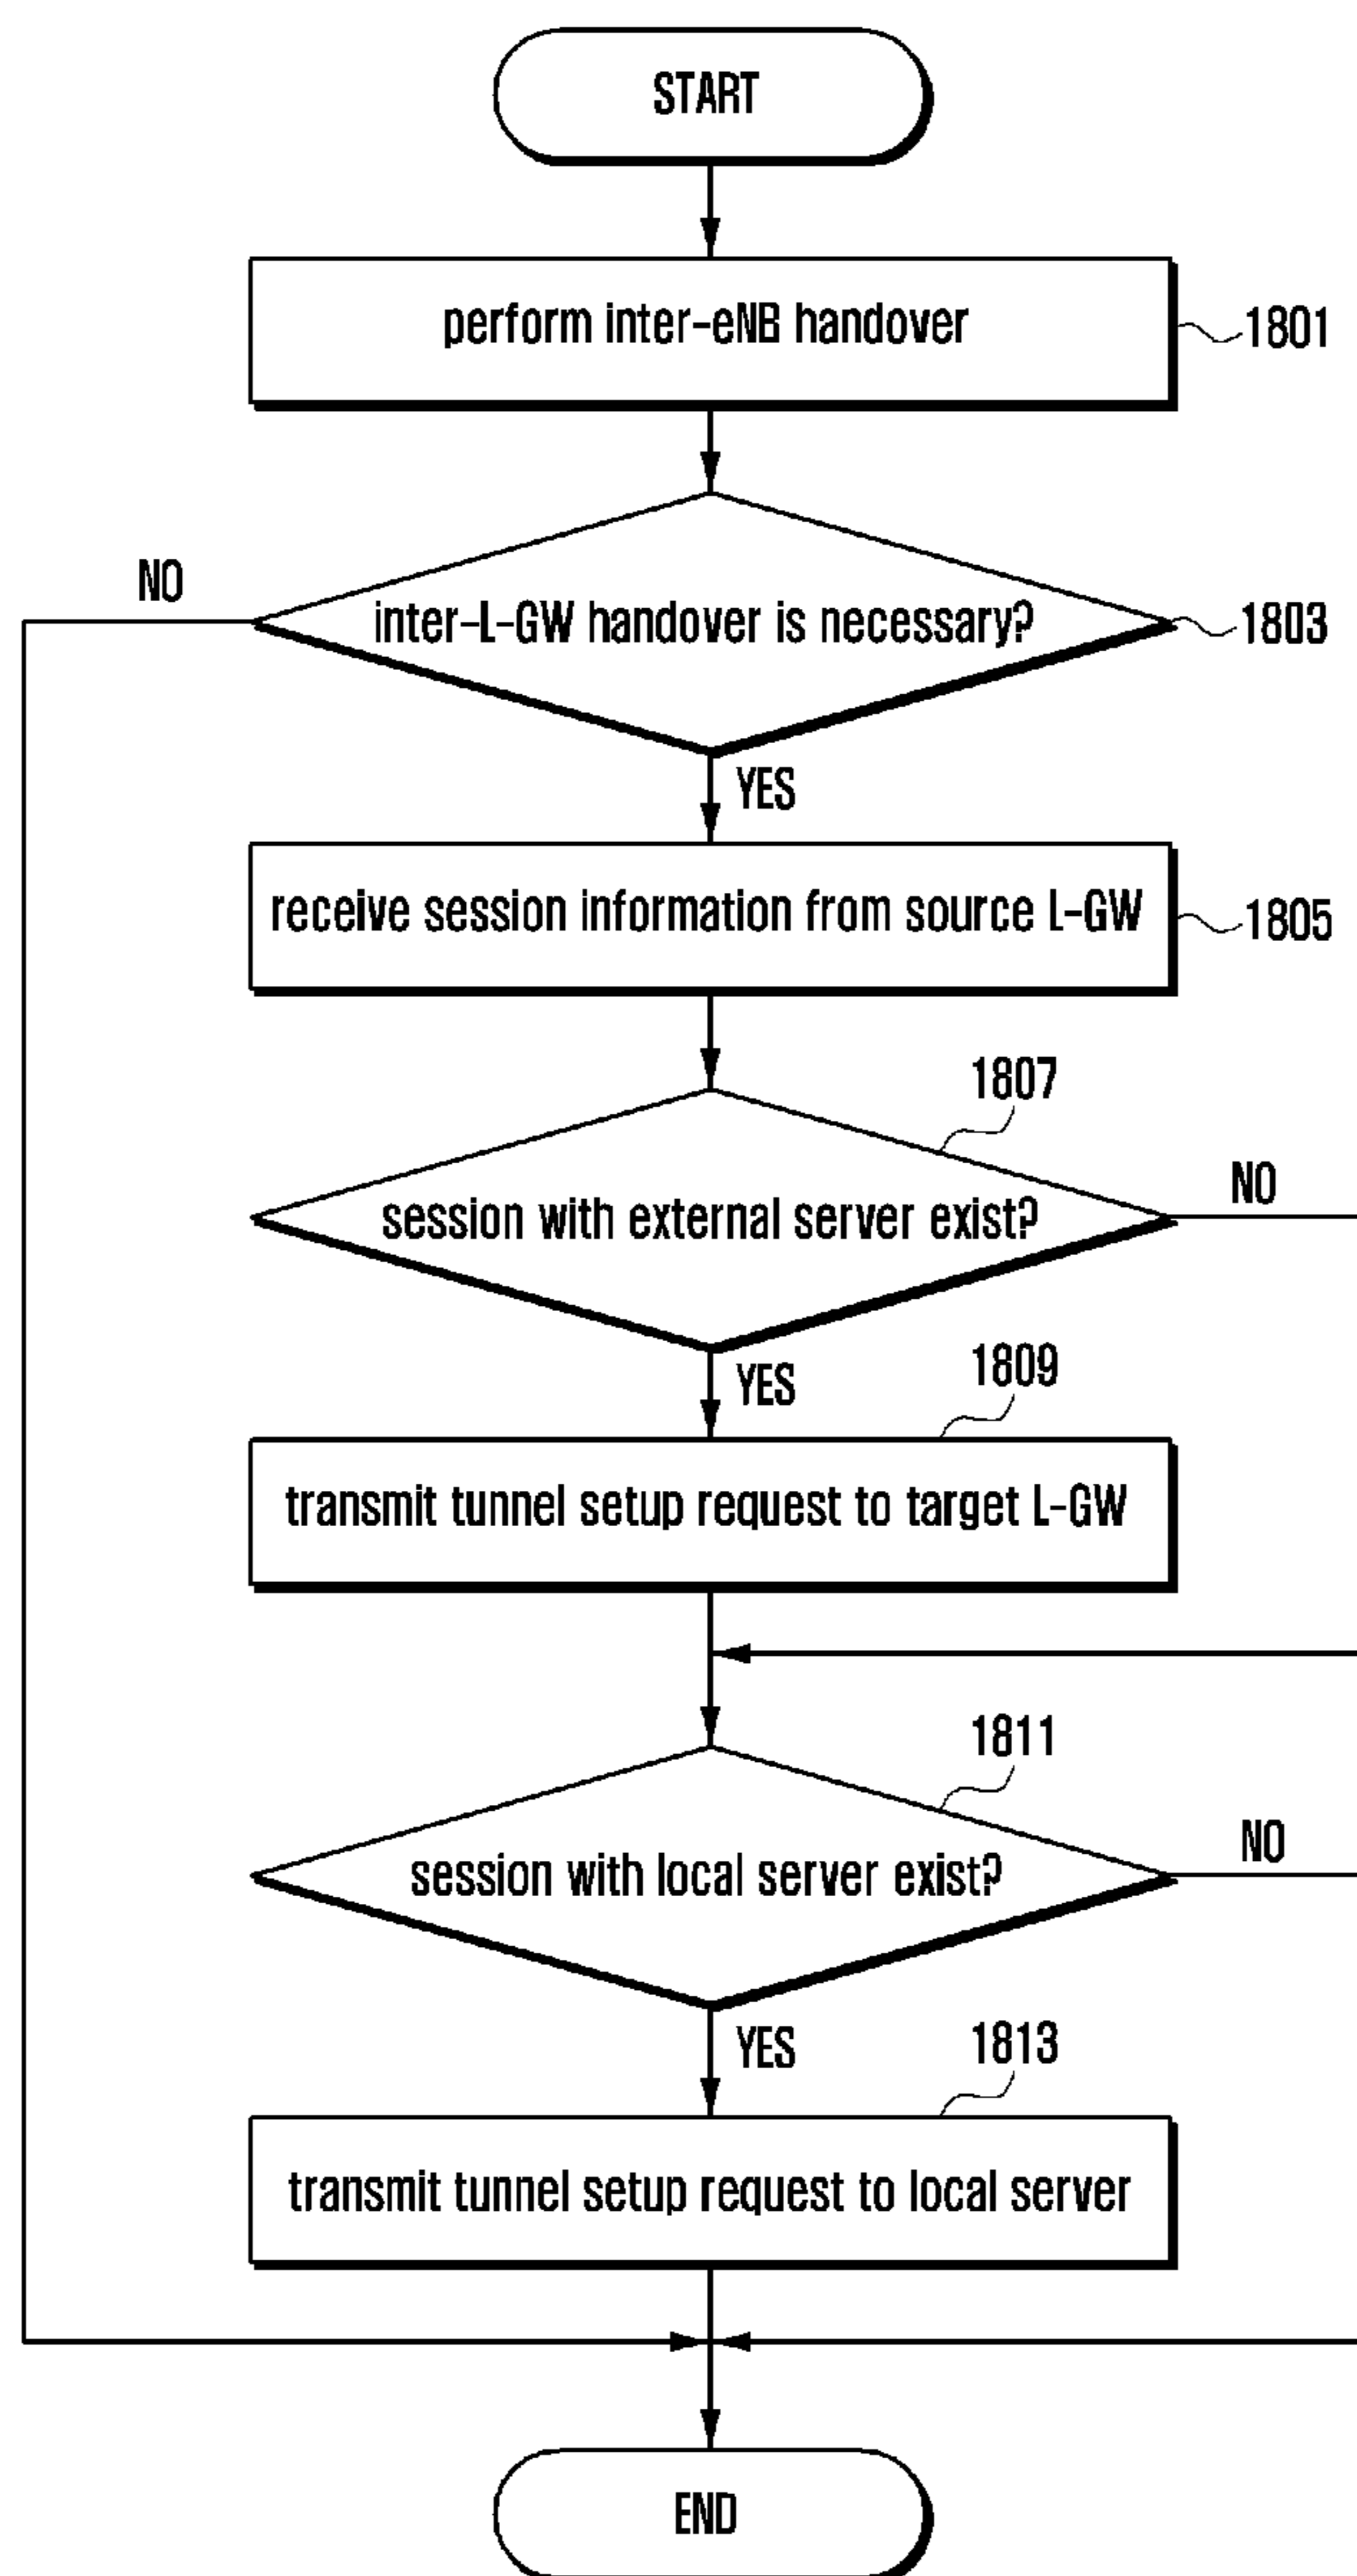 START
perform inter-eNB handover
1801
NO
inter-L-GW handover is necessary?
1803
YES
receive session information from source L-GW
1805
1807
session with external server exist?
NO
YES
1809
transmit tunnel setup request to target L-GW
1811
session with local server exist?
NO
YES
1813
transmit tunnel setup request to local server
END